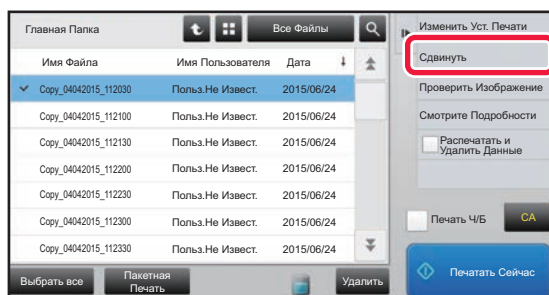 Главная Папка
Все Файлы
Имя Файла Имя Пользователя Дата
Copy_04042015_112030 Польз.Не Извест. 2015/06/24
Copy_04042015_112100 Польз.Не Извест. 2015/06/24
Copy_04042015_112130 Польз.Не Извест. 2015/06/24
Copy_04042015_112200 Польз.Не Извест. 2015/06/24
Copy_04042015_112230 Польз.Не Извест. 2015/06/24
Copy_04042015_112300 Польз.Не Извест. 2015/06/24
Copy_04042015_112330 Польз.Не Извест. 2015/06/24
Выбрать все
Пакетная
Печать
Удалить
Изменить Уст. Печати
Сдвинуть
Проверить Изображение
Смотрите Подробности
Распечатать и
Удалить Данные
Печать Ч/Б
CA
Печатать Сейчас